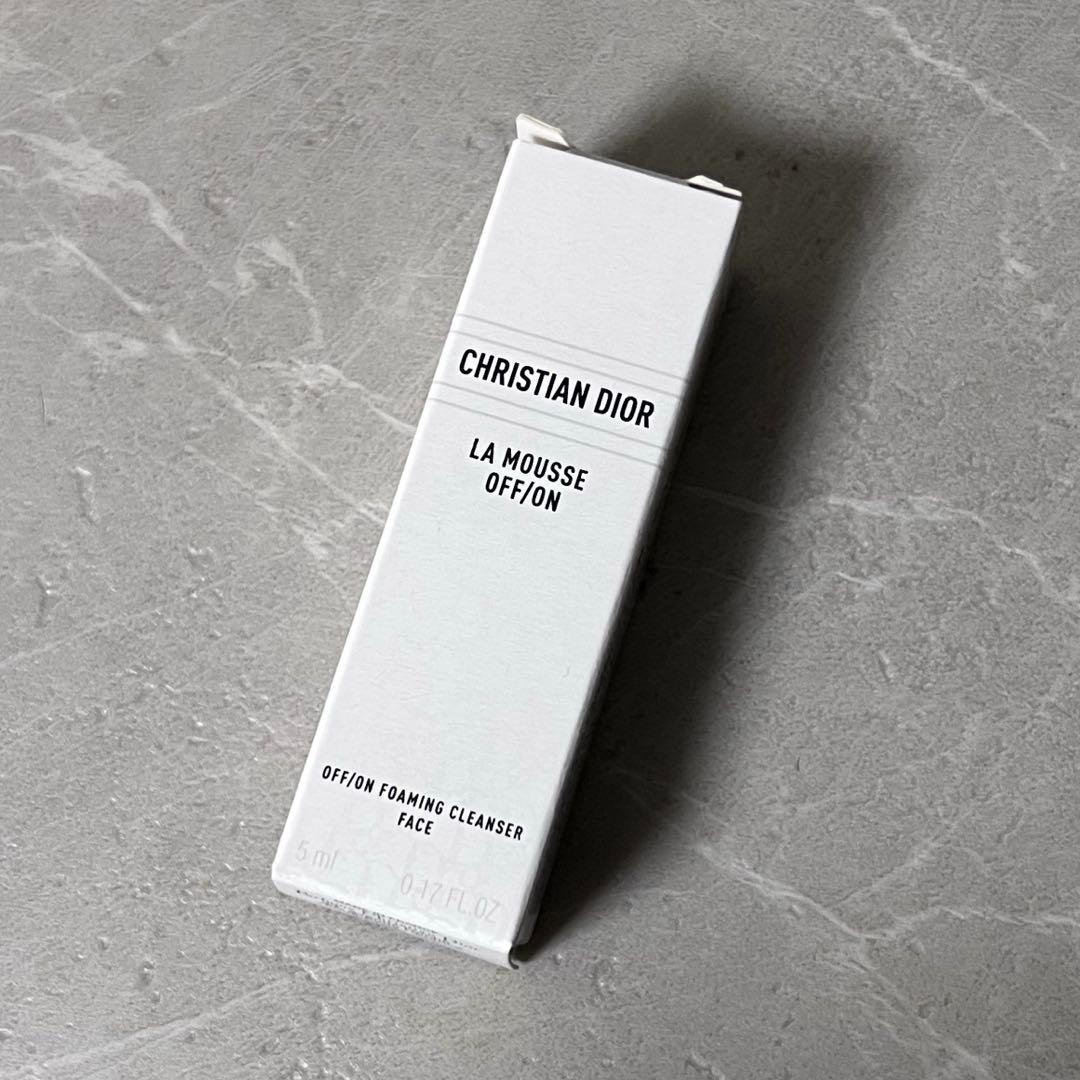 CHRISTIAN DIOR
LA MOUSSE
OFF/ON
OFF/ON FOAMING CLEANSER
FACE
5 ml 0.17 FL.OZ